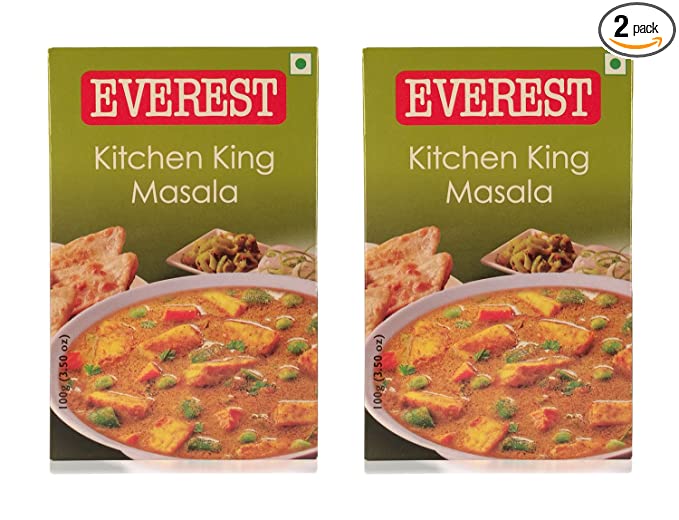 2 pack
EVEREST
Kitchen King
Masala
100g (3.50 oz)
EVEREST
Kitchen King
Masala
100g (3.50 oz)